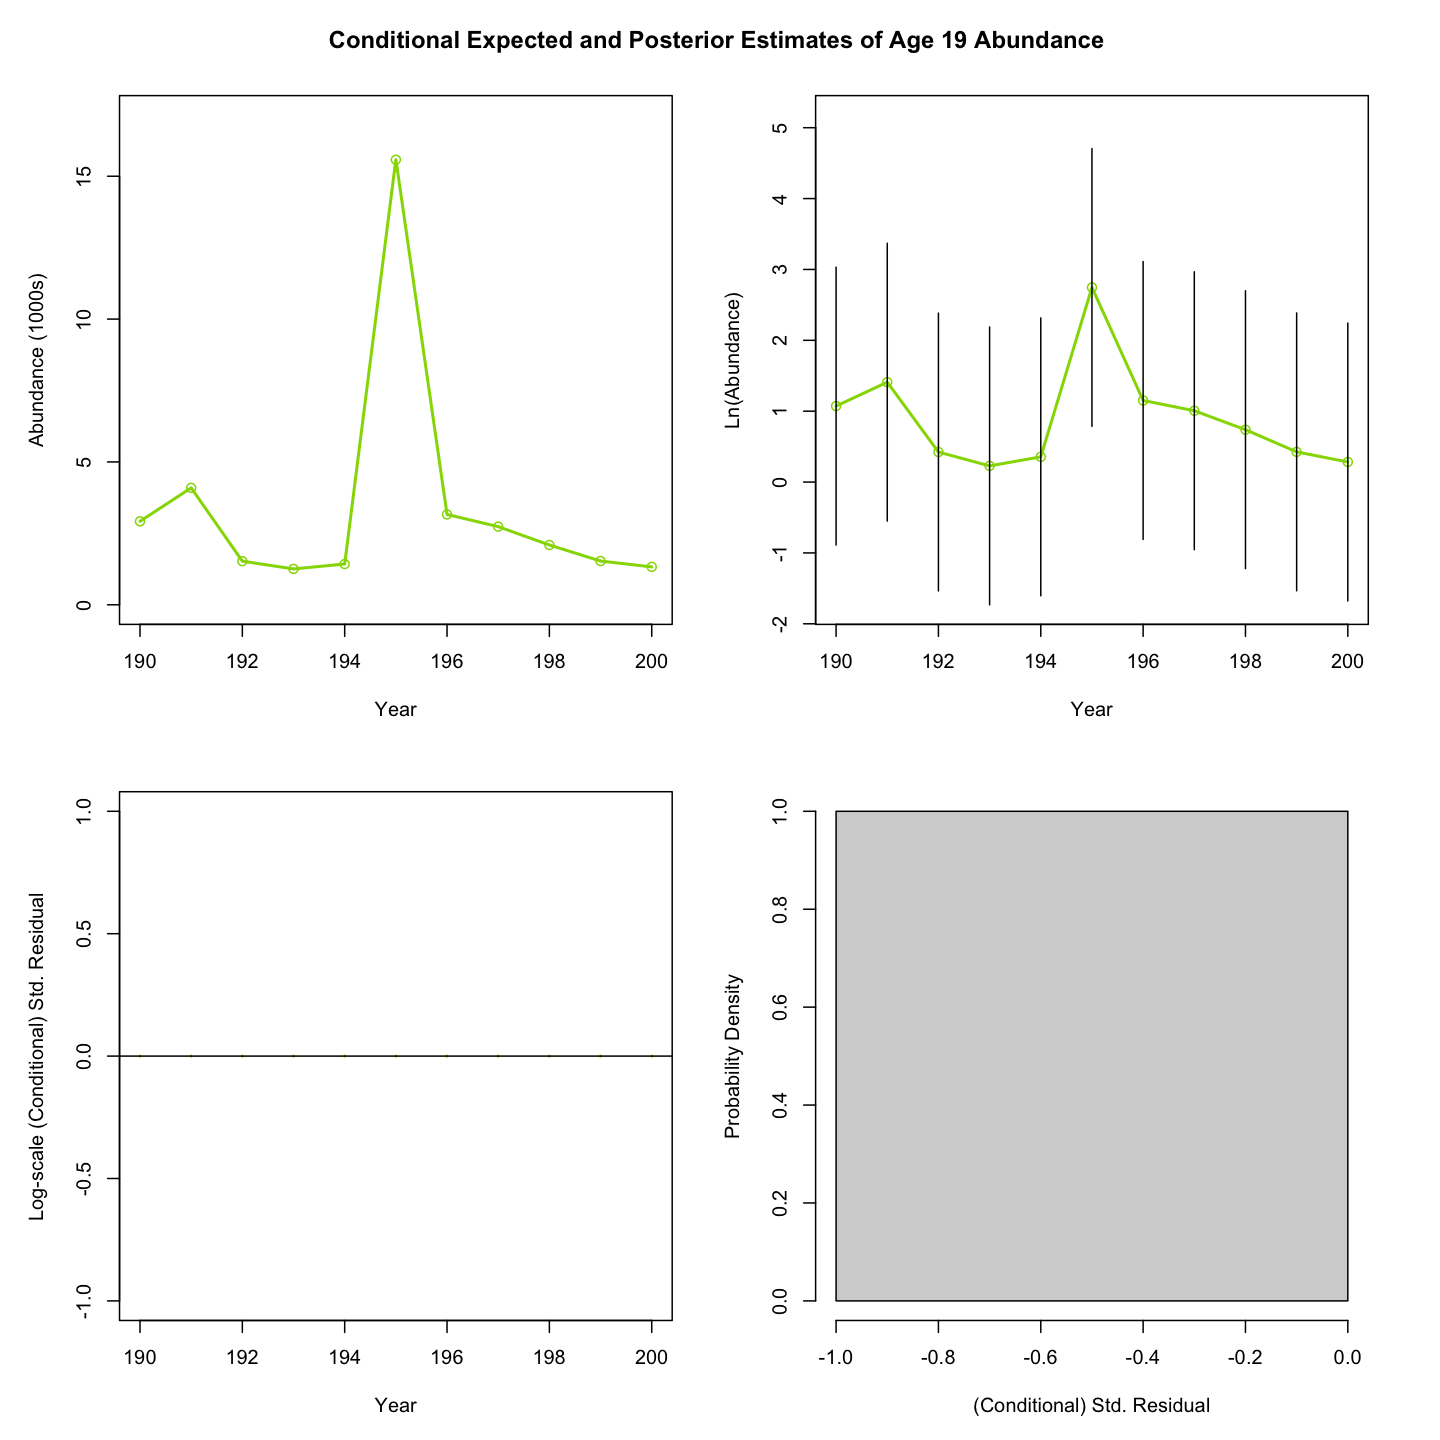 Conditional Expected and Posterior Estimates of Age 19 Abundance
Abundance (1000s)
15
10
5
0
190 192 194 196 198 200
Year
Ln(Abundance)
5
4
3
2
1
0
-1
-2
190 192 194 196 198 200
Year
Log-scale (Conditional) Std. Residual
1.0
0.5
0.0
-0.5
-1.0
190 192 194 196 198 200
Year
Probability Density
1.0
0.8
0.6
0.4
0.2
0.0
-1.0 -0.8 -0.6 -0.4 -0.2 0.0
(Conditional) Std. Residual